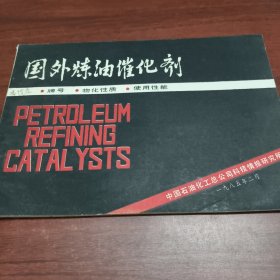 国外炼油催化剂
• 牌号 • 物化性质 • 使用性能
PETROLEUM
REFINING
CATALYSTS
中国石油化工总公司科技情报研究所
一九八五年二月